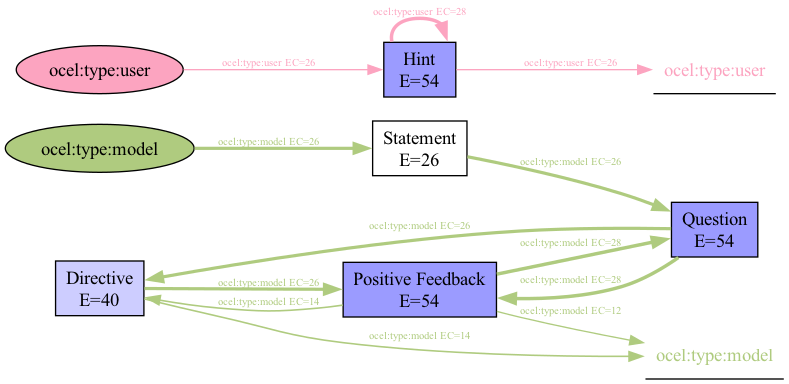 ocel:type:user EC=28
ocel:type:user
ocel:type:user EC=26
Hint
E=54
ocel:type:user EC=26
ocel:type:user
ocel:type:model
ocel:type:model EC=26
Statement
E=26
ocel:type:model EC=26
Question
E=54
ocel:type:model EC=26
ocel:type:model EC=28
Directive
E=40
ocel:type:model EC=26
ocel:type:model EC=14
Positive Feedback
E=54
ocel:type:model EC=28
ocel:type:model EC=12
ocel:type:model EC=14
ocel:type:model